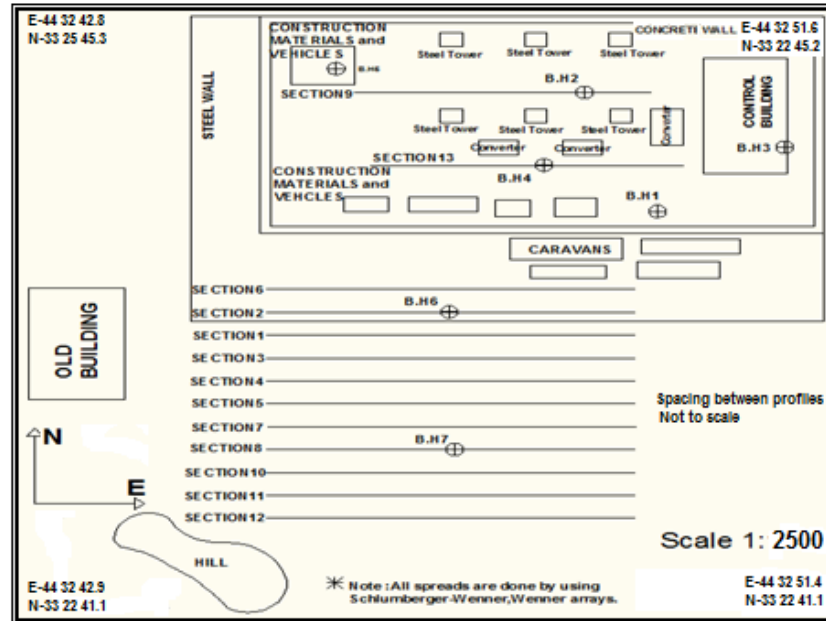 E-44 32 42.8
N-33 25 45.3
CONSTRUCTION
MATERIALS and
VEHICLES
B.H5
Steel Tower
Steel Tower
Steel Tower
CONCRETI WALL
E-44 32 51.6
N-33 22 45.2
STEEL WALL
SECTION9
B.H2
CONTROL
BUILDING
B.H3
Steel Tower
Steel Tower
Steel Tower
Converter
Converter
Converter
SECTION13
B.H4
CONSTRUCTION
MATERIALS and
VEHICLES
B.H1
CARAVANS
SECTION6
SECTION2
B.H6
SECTION1
SECTION3
SECTION4
SECTION5
SECTION7
SECTION8
B.H7
SECTION10
SECTION11
SECTION12
OLD
BUILDING
Spacing between profiles
Not to scale
N
E
HILL
Scale 1: 2500
Note:All spreads are done by using
Schlumberger-Wenner,Wenner arrays.
E-44 32 42.9
N-33 22 41.1
E-44 32 51.4
N-33 22 41.1